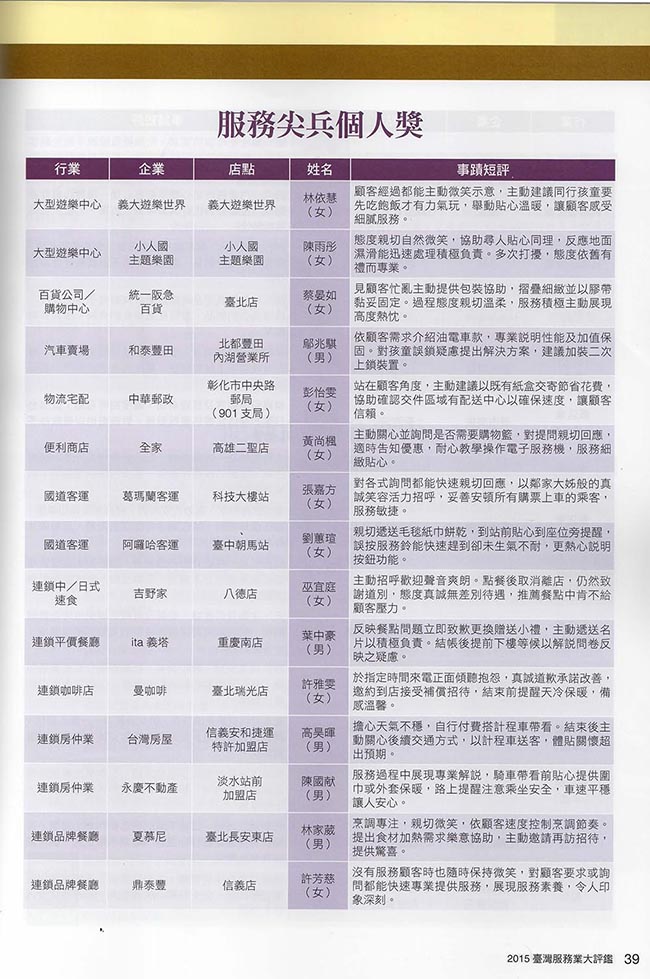 服務尖兵個人獎
行業 企業 店點 姓名 事蹟短評
大型遊樂中心 義大遊樂世界 義大遊樂世界 林依慧（女） 顧客經過都能主動微笑示意，主動建議同行孩童要
先吃飽飯才有力氣玩，舉動貼心溫暖，讓顧客感受
細膩服務。
大型遊樂中心 小人國主題樂園 小人國主題樂園 陳雨彤（女） 態度親切自然微笑，協助尋人貼心同理，反應地面
濕滑能迅速處理積極負責。多次打擾，態度依舊有
禮而專業。
百貨公司／購物中心 統一阪急百貨 臺北店 蔡晏如（女） 見顧客忙亂主動提供包裝協助，摺疊細緻並以膠帶
黏妥固定。過程態度親切溫柔，服務積極主動展現
高度熱忱。
汽車賣場 和泰豐田 北都豐田內湖營業所 鄔兆騏（男） 依顧客需求介紹油電車款，專業說明性能及加值保
固。對孩童誤鎖疑慮提出解決方案，建議加裝二次
上鎖裝置。
物流宅配 中華郵政 彰化市中央路郵局（901 支局） 彭怡雯（女） 站在顧客角度，主動建議以既有紙盒交寄節省花費，
協助確認交件區域有配送中心以確保速度，讓顧客
信賴。
便利商店 全家 高雄二聖店 黃尚楓（女） 主動關心並詢問是否需要購物籃，對提問親切回應，
適時告知優惠，耐心教學操作電子服務機，服務細
緻貼心。
國道客運 葛瑪蘭客運 科技大樓站 張嘉方（女） 對各式詢問都能快速親切回應，以鄰家大姊般的真
誠笑容活力招呼，妥善安頓所有購票上車的乘客，
服務敏捷。
國道客運 阿囉哈客運 臺中朝馬站 劉蕙瑄（女） 親切遞送毛毯紙巾餅乾，到站前貼心到座位旁提醒，
誤按服務鈴能快速趕到卻未生氣不耐，更熱心說明
按鈕功能。
連鎖中／日式速食 吉野家 八德店 巫宜庭（女） 主動招呼歡迎聲音爽朗。點餐後取消離店，仍然致
謝道別，態度真誠無差別待遇，推薦餐點中肯不給
顧客壓力。
連鎖平價餐廳 ita 義塔 重慶南店 葉中豪（男） 反映餐點問題立即致歉更換贈送小禮，主動遞送名
片以積極負責。結帳後提前下樓等候以解說問卷反
映之疑慮。
連鎖咖啡店 曼咖啡 臺北瑞光店 許雅雯（女） 於指定時間來電正面傾聽抱怨，真誠道歉承諾改善，
邀約到店接受補償招待，結束前提醒天冷保暖，備
感溫馨。
連鎖房仲業 台灣房屋 信義安和捷運特許加盟店 高昊暉（男） 擔心天氣不穩，自行付費搭計程車帶看。結束後主
動關心後續交通方式，以計程車送客，體貼關懷超
出預期。
連鎖房仲業 永慶不動產 淡水站前加盟店 陳國献（男） 服務過程中展現專業解說，騎車帶看前貼心提供圍
巾或外套保暖，路上提醒注意乘坐安全，車速平穩
讓人安心。
連鎖品牌餐廳 夏慕尼 臺北長安東店 林家葳（男） 烹調專注，親切微笑，依顧客速度控制烹調節奏。
提出食材加熱需求樂意協助，主動邀請再訪招待，
提供驚喜。
連鎖品牌餐廳 鼎泰豐 信義店 許芳慈（女） 沒有服務顧客時也隨時保持微笑，對顧客要求或詢
問都能快速專業提供服務，展現服務素養，令人印
象深刻。
2015 臺灣服務業大評鑑 39